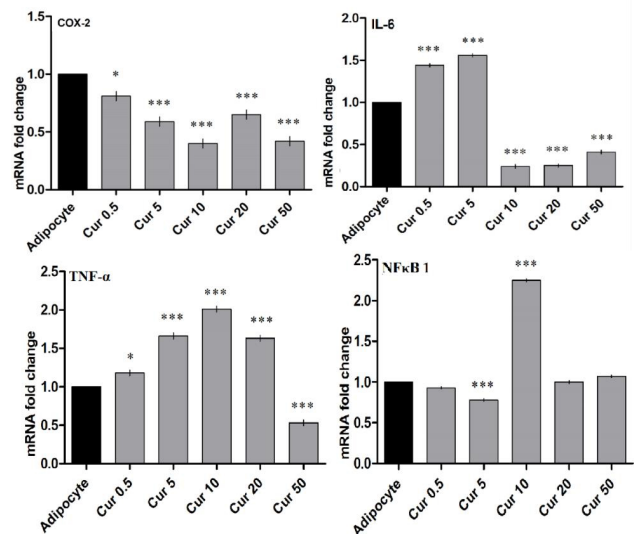 COX-2
mRNA fold change
1.5
1.0
0.5
0.0
*
***
***
***
***
Adipocyte
Cur 0.5
Cur 5
Cur 10
Cur 20
Cur 50
IL-6
mRNA fold change
2.0
1.5
1.0
0.5
0.0
***
***
***
***
***
Adipocyte
Cur 0.5
Cur 5
Cur 10
Cur 20
Cur 50
TNF-α
mRNA fold change
2.5
2.0
1.5
1.0
0.5
0.0
*
***
***
***
***
Adipocyte
Cur 0.5
Cur 5
Cur 10
Cur 20
Cur 50
NFκB 1
mRNA fold change
2.5
2.0
1.5
1.0
0.5
0.0
***
***
Adipocyte
Cur 0.5
Cur 5
Cur 10
Cur 20
Cur 50